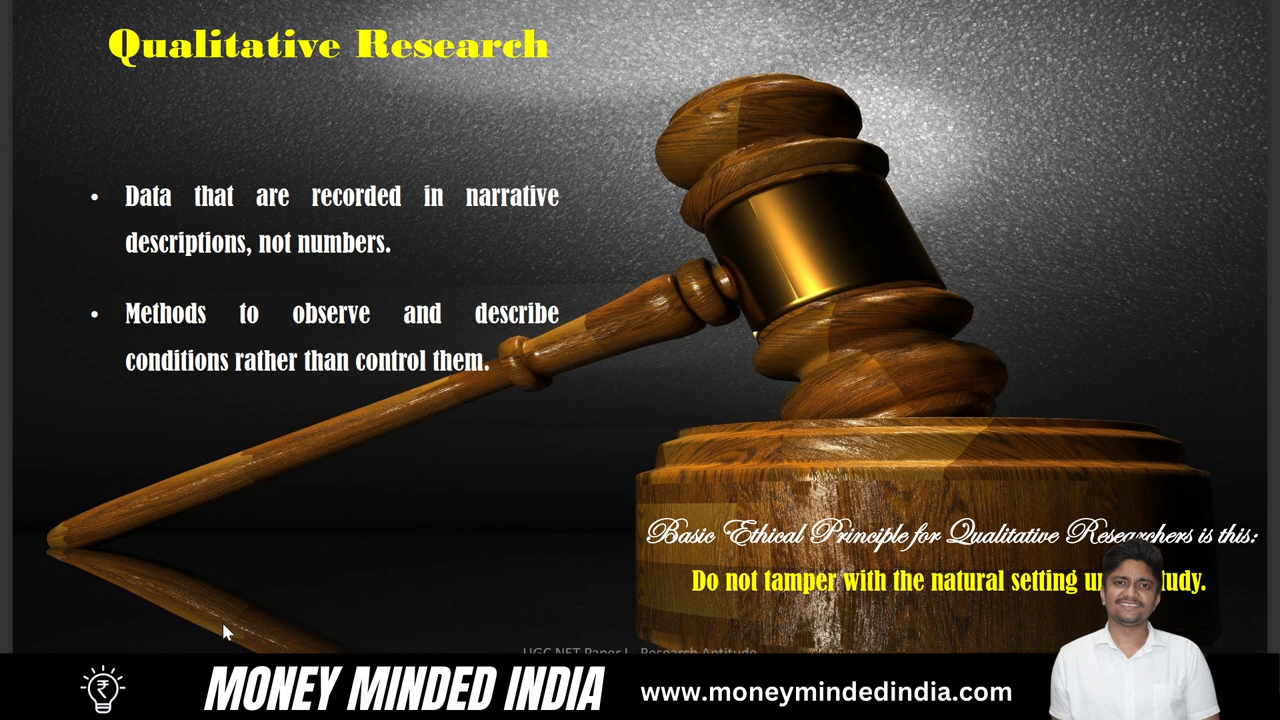 Qualitative Research
• Data that are recorded in narrative
descriptions, not numbers.
• Methods to observe and describe
conditions rather than control them.
Basic Ethical Principle for Qualitative Researchers is this:
Do not tamper with the natural setting
UGC NET Paper I - Research Aptitude
MONEY MINDED INDIA
www.moneymindedindia.com